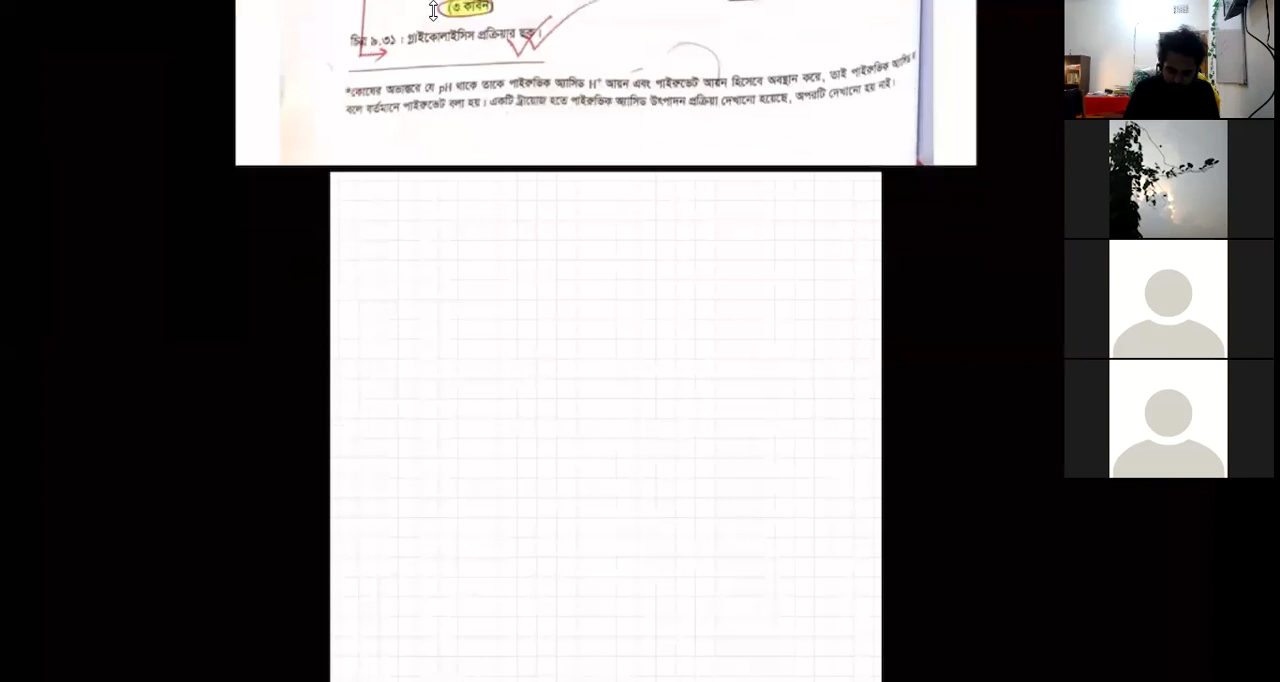 (৩ কার্বন
চিত্র ৯.৩১ : গ্লাইকোলাইসিস প্রক্রিয়ার ছক।
*কোষের অভ্যন্তরে যে pH থাকে তাকে পাইরুভিক অ্যাসিড H⁺ আয়ন এবং পাইরুভেট আয়ন হিসেবে অবস্থান করে, তাই পাইরুভিক অ্যাসিড
বলে বর্তমানে পাইরুভেট বলা হয়। একটি ট্রায়োজ হতে পাইরুভিক অ্যাসিড উৎপাদন প্রক্রিয়া দেখানো হয়েছে, অপরটি দেখানো হয় নাই।